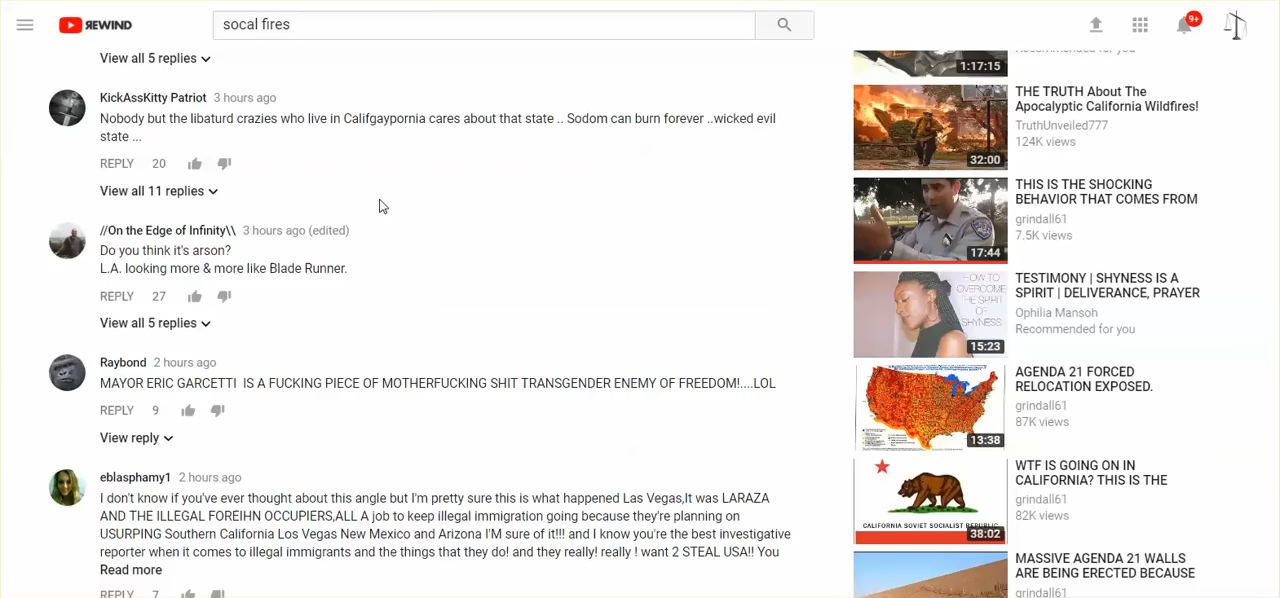 REWIND
socal fires
9+
View all 5 replies
KickAssKitty Patriot 3 hours ago
Nobody but the libaturd crazies who live in Califgaypornia cares about that state .. Sodom can burn forever ..wicked evil
state ...
REPLY 20
View all 11 replies
//On the Edge of Infinity\\ 3 hours ago (edited)
Do you think it's arson?
L.A. looking more & more like Blade Runner.
REPLY 27
View all 5 replies
Raybond 2 hours ago
MAYOR ERIC GARCETTI IS A FUCKING PIECE OF MOTHERFUCKING SHIT TRANSGENDER ENEMY OF FREEDOM!....LOL
REPLY 9
View reply
eblasphamy1 2 hours ago
I don't know if you've ever thought about this angle but I'm pretty sure this is what happened Las Vegas,It was LARAZA
AND THE ILLEGAL FOREIHN OCCUPIERS,ALL A job to keep illegal immigration going because they're planning on
USURPING Southern California Los Vegas New Mexico and Arizona I'M sure of it!!! and I know you're the best investigative
reporter when it comes to illegal immigrants and the things that they do! and they really! really ! want 2 STEAL USA!! You
Read more
REPLY 7
Recommended for you
1:17:15
THE TRUTH About The
Apocalyptic California Wildfires!
TruthUnveiled777
124K views
32:00
THIS IS THE SHOCKING
BEHAVIOR THAT COMES FROM
grindall61
7.5K views
17:44
TESTIMONY | SHYNESS IS A
SPIRIT | DELIVERANCE, PRAYER
Ophilia Mansoh
Recommended for you
HOW TO
OVERCOME
THE SPIRIT
OF
SHYNESS
15:23
AGENDA 21 FORCED
RELOCATION EXPOSED.
grindall61
87K views
13:38
WTF IS GOING ON IN
CALIFORNIA? THIS IS THE
grindall61
82K views
CALIFORNIA SOVIET SOCIALIST REPUBLIC
38:02
MASSIVE AGENDA 21 WALLS
ARE BEING ERECTED BECAUSE
grindall61